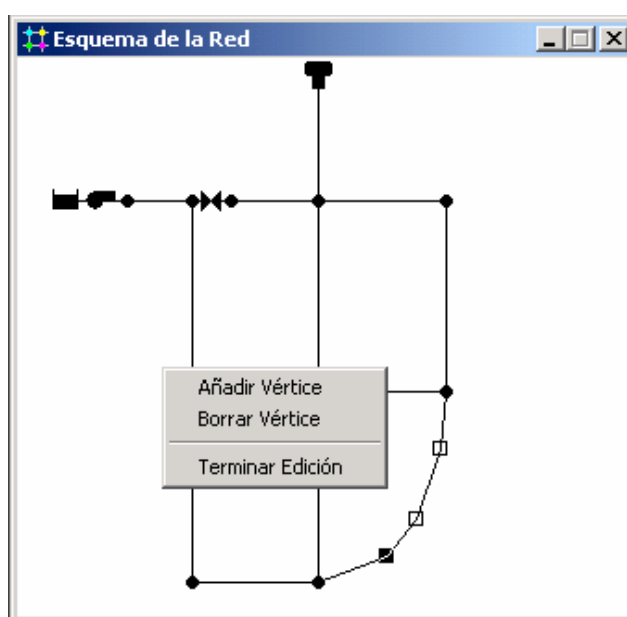 Esquema de la Red
Añadir Vértice
Borrar Vértice
Terminar Edición